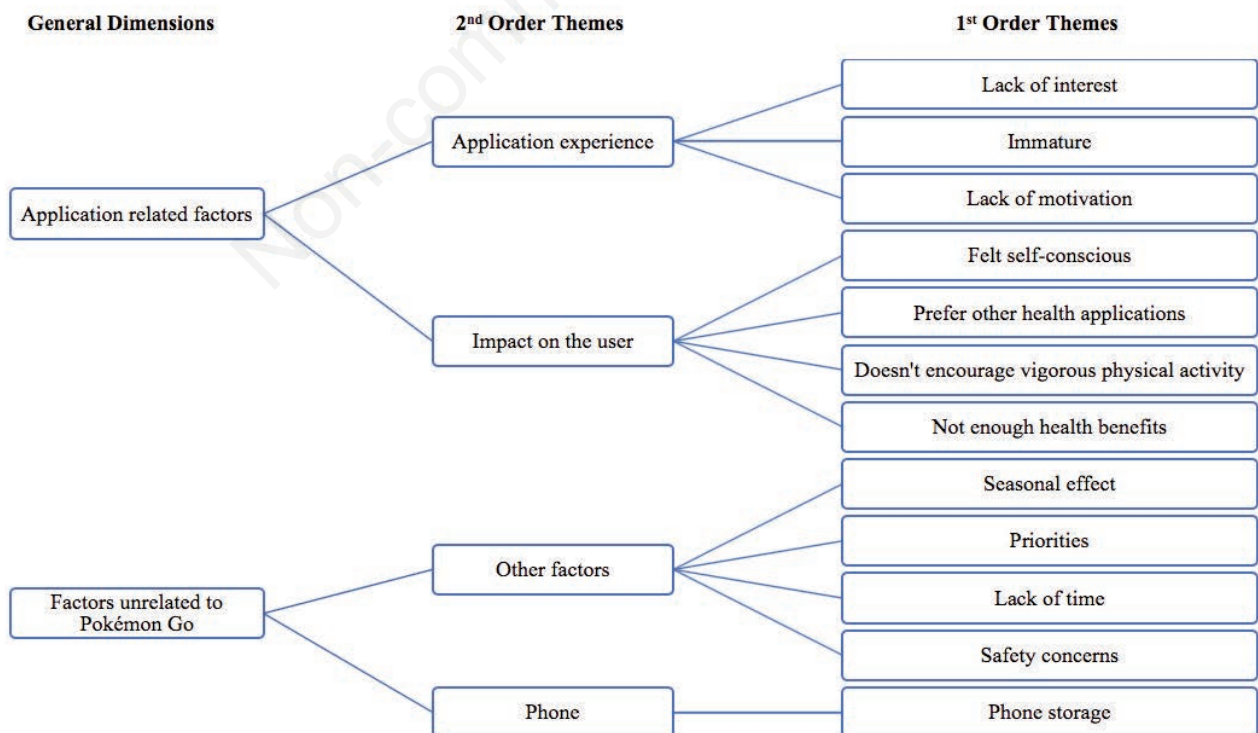 General Dimensions
2nd Order Themes
1st Order Themes
Lack of interest
Application experience
Immature
Lack of motivation
Application related factors
Felt self-conscious
Prefer other health applications
Impact on the user
Doesn't encourage vigorous physical activity
Not enough health benefits
Seasonal effect
Priorities
Other factors
Lack of time
Factors unrelated to
Pokémon Go
Safety concerns
Phone
Phone storage